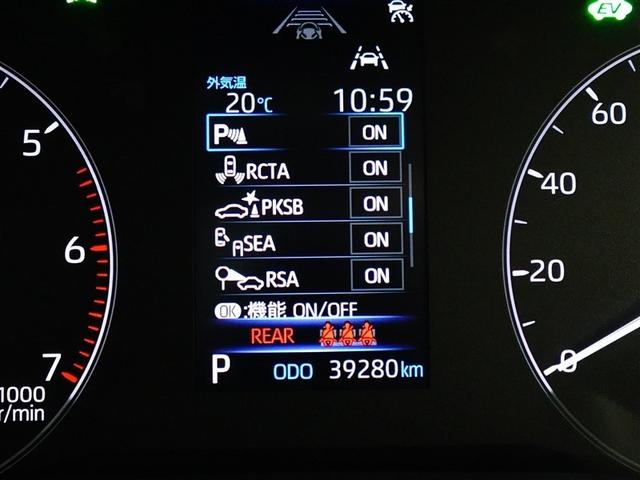 EV
外気温
20℃ 10:59
P ON
RCTA ON
PKSB ON
SEA ON
RSA ON
OK:機能 ON/OFF
REAR
P ODO 39280km
5
6
7
1000
r/min
60
40
20
0